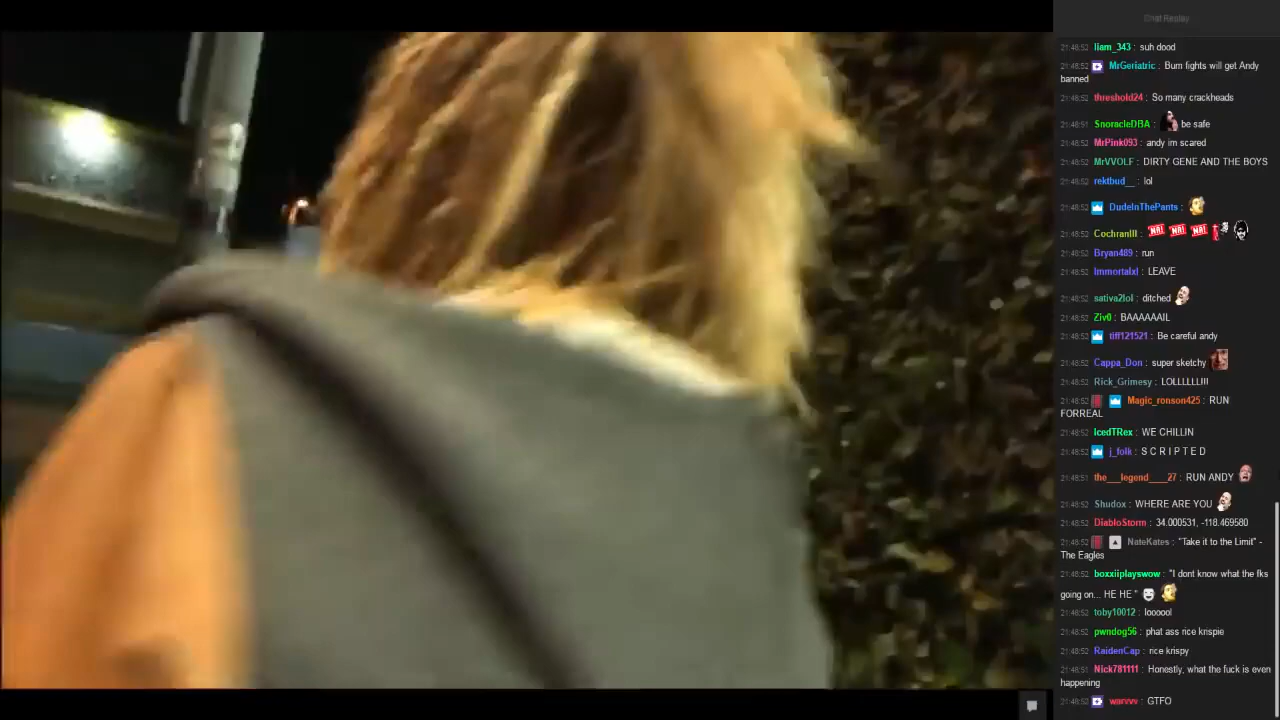 Chat Replay
21:48:52 liam_343 : suh dood
21:48:52 MrGeriatric : Bum fights will get Andy
banned
21:48:52 threshold24 : So many crackheads
21:48:51 SnoracleDBA : be safe
21:48:52 MrPink093 : andy im scared
21:48:52 MrVVOLF : DIRTY GENE AND THE BOYS
21:48:52 rektbud__ : lol
21:48:52 DudeInThePants :
21:48:52 CochranIII :
21:48:52 Bryan489 : run
21:48:52 Immortalxl : LEAVE
21:48:52 sativa2lol : ditched
21:48:52 Ziv0 : BAAAAAAIL
21:48:52 tiff121521 : Be careful andy
21:48:52 Cappa_Don : super sketchy
21:48:52 Rick_Grimesy : LOLLLLLLIII
21:48:52 Magic_ronson425 : RUN
FORREAL
21:48:52 IcedTRex : WE CHILLIN
21:48:52 j_folk : S C R I P T E D
21:48:51 the___legend____27 : RUN ANDY
21:48:52 Shudox : WHERE ARE YOU
21:48:52 DiabloStorm : 34.000531, -118.469580
21:48:52 NateKates : "Take it to the Limit" -
The Eagles
21:48:52 boxxiiplayswow : "I dont know what the fks
going on... HE HE "
21:48:52 toby10012 : loooool
21:48:52 pwndog56 : phat ass rice krispie
21:48:52 RaidenCap : rice krispy
21:48:51 Nick781111 : Honestly, what the fuck is even
happening
21:48:52 : GTFO